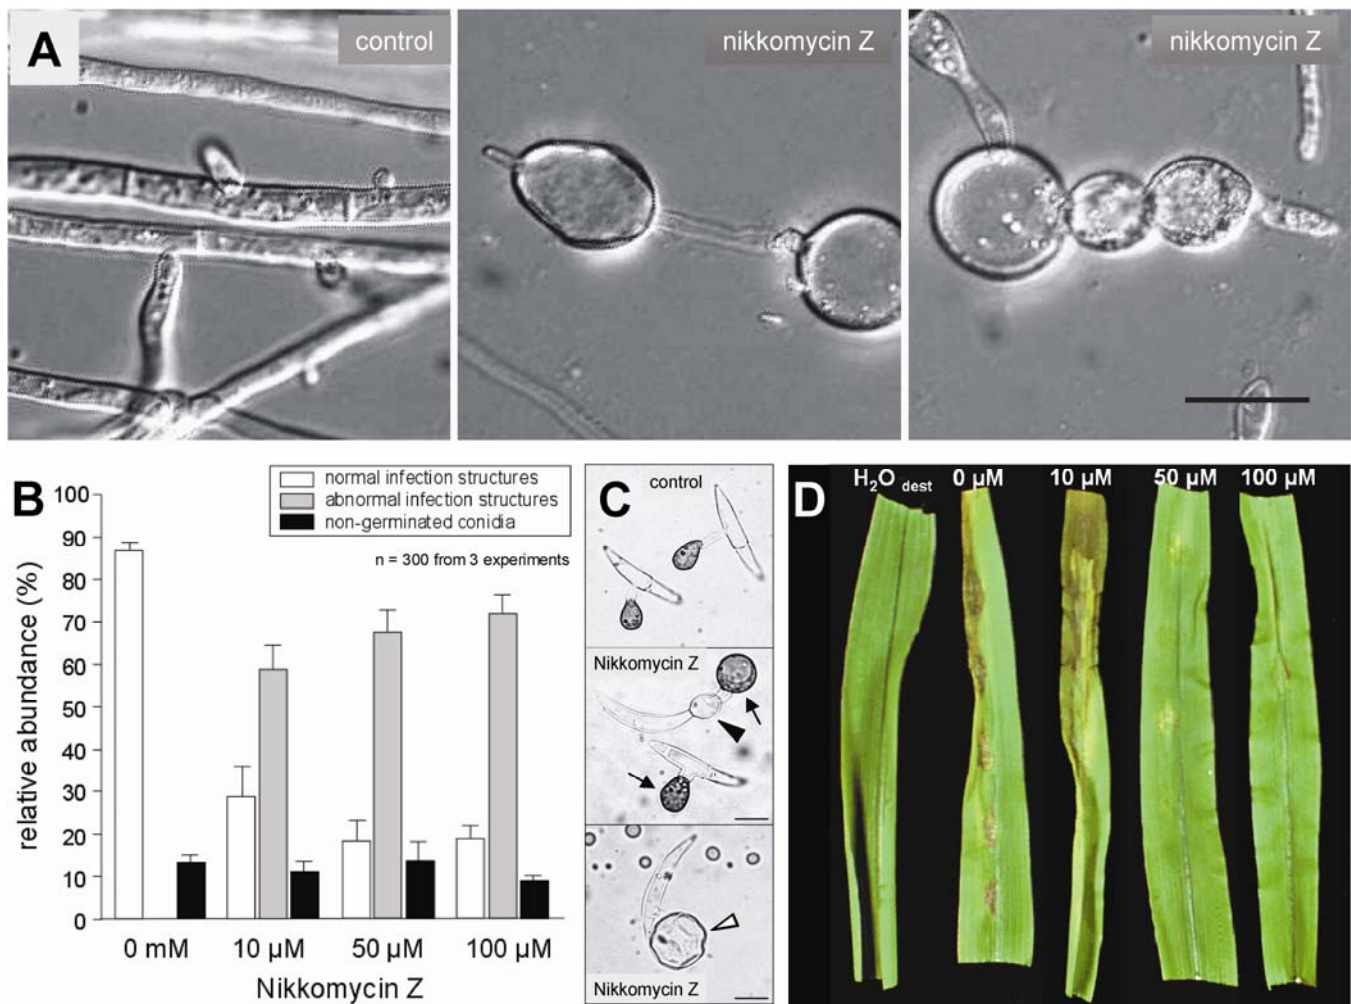 A
control
nikkomycin Z
nikkomycin Z
B
normal infection structures
abnormal infection structures
non-germinated conidia
n = 300 from 3 experiments
relative abundance (%)
100
90
80
70
60
50
40
30
20
10
0
0 mM
10 µM
50 µM
100 µM
Nikkomycin Z
C
control
Nikkomycin Z
Nikkomycin Z
D
H2O dest
0 µM
10 µM
50 µM
100 µM